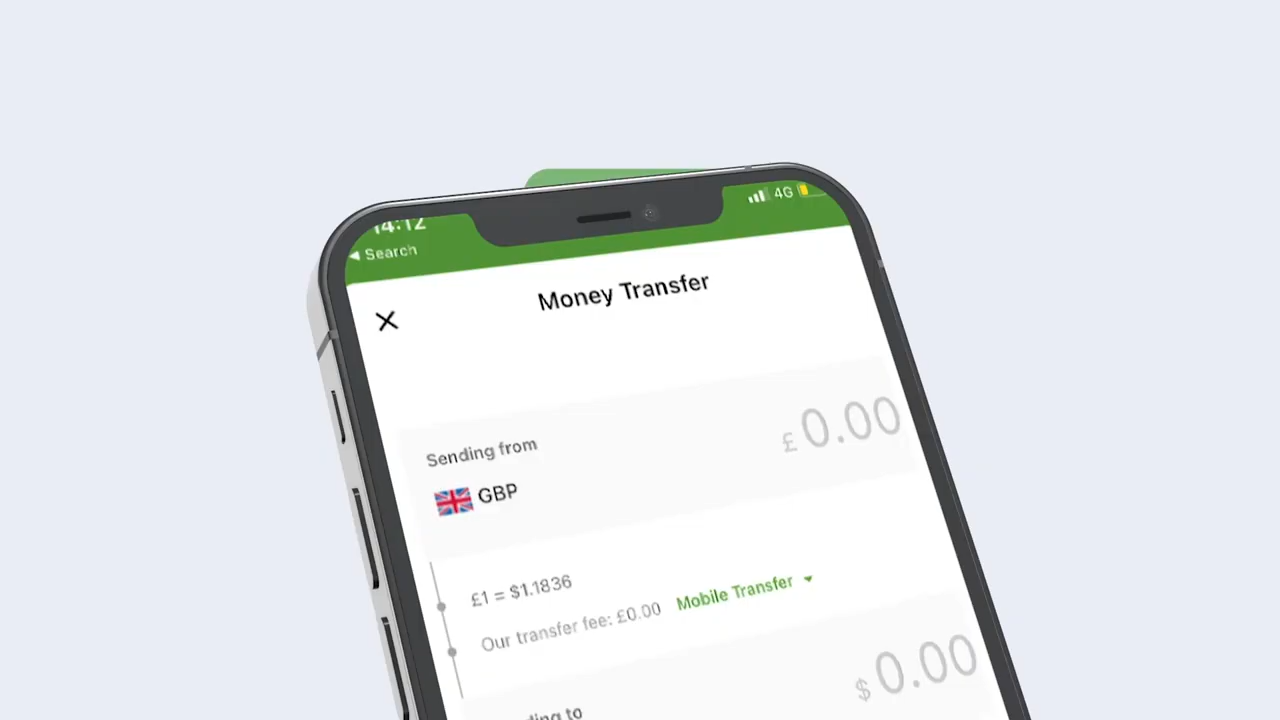 14:12
4G
Search
Money Transfer
Sending from
£ 0.00
GBP
£1 = $1.1836
Our transfer fee: £0.00 Mobile Transfer
$ 0.00